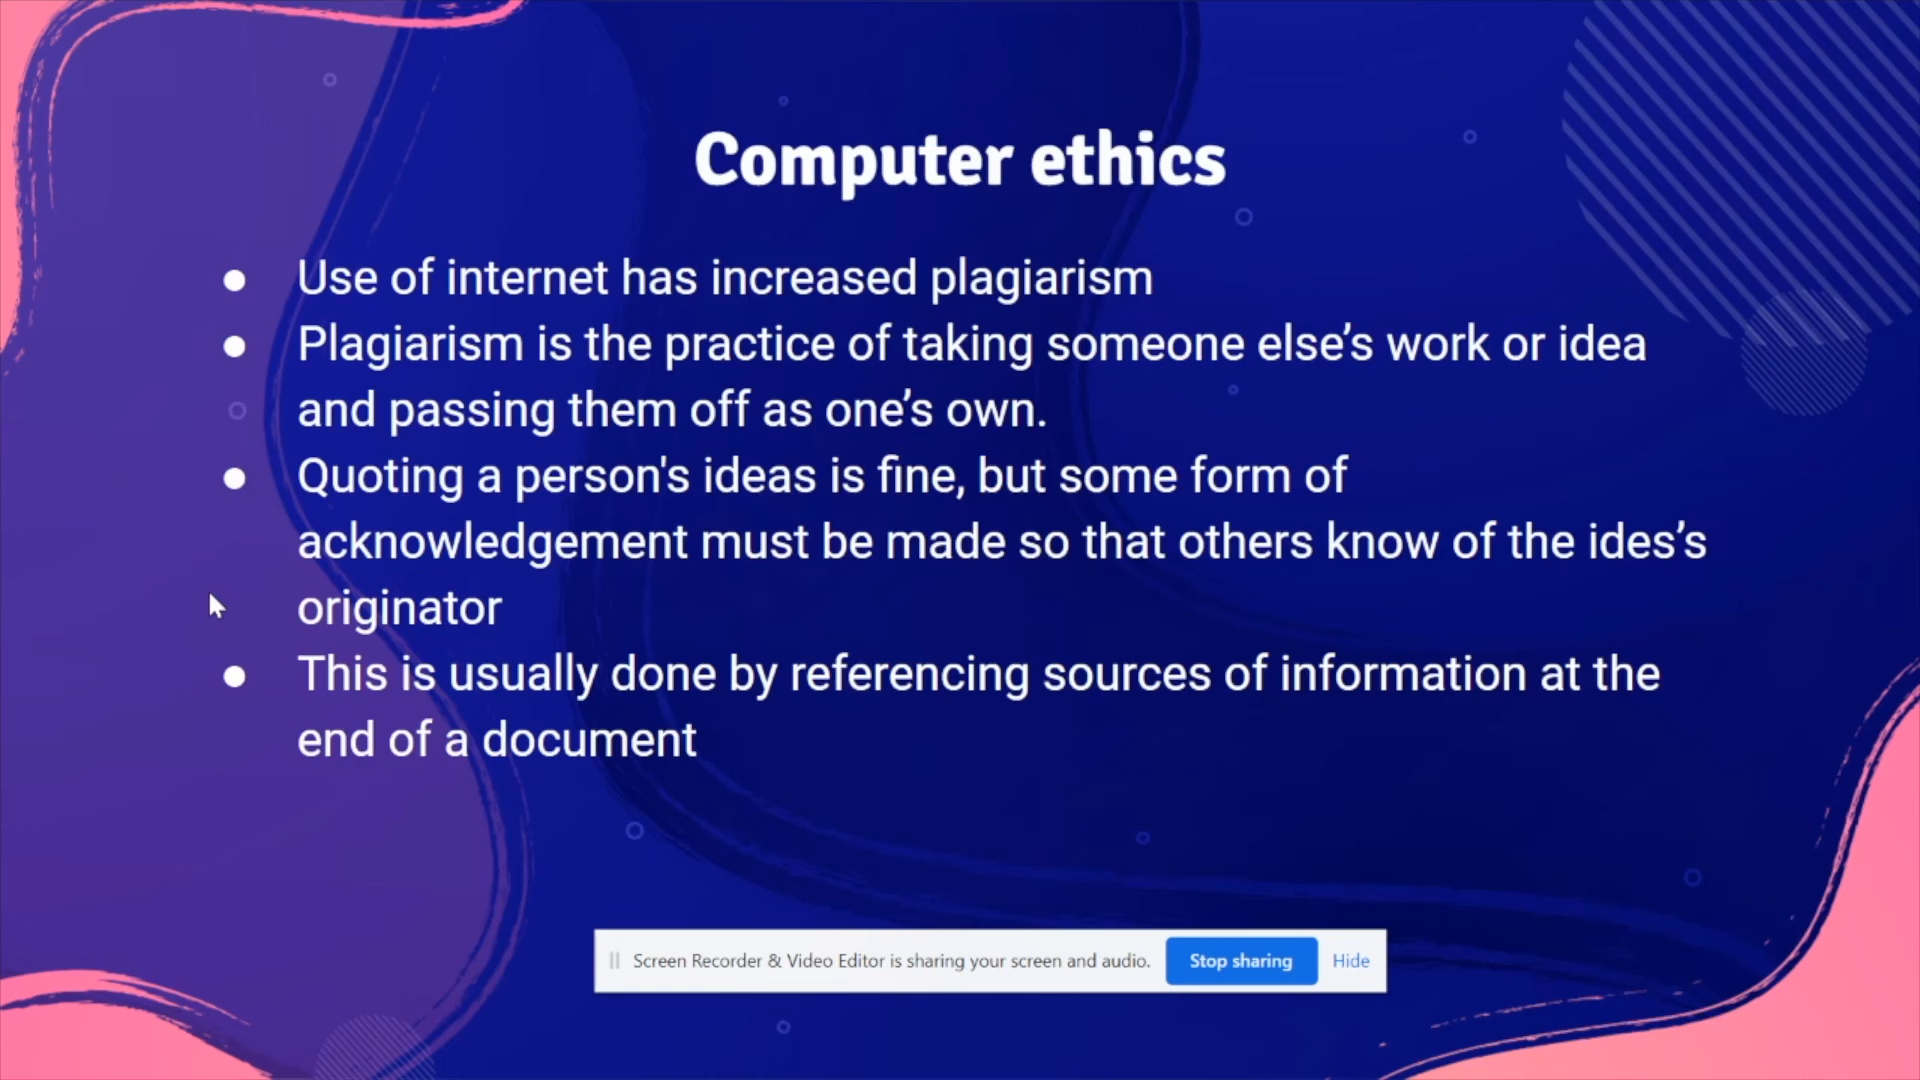 Computer ethics
● Use of internet has increased plagiarism
● Plagiarism is the practice of taking someone else’s work or idea
and passing them off as one’s own.
● Quoting a person's ideas is fine, but some form of
acknowledgement must be made so that others know of the ides’s
originator
● This is usually done by referencing sources of information at the
end of a document
Screen Recorder & Video Editor is sharing your screen and audio. Stop sharing Hide